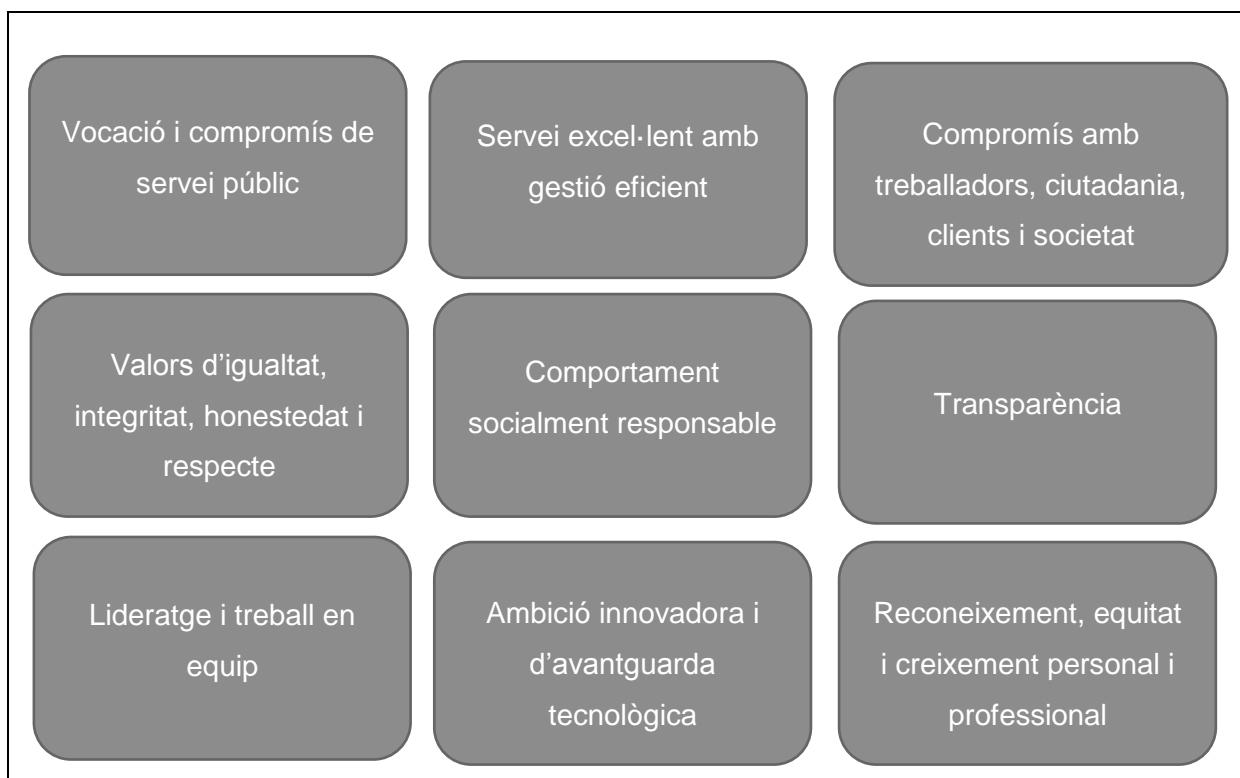 Vocació i compromís de
servei públic
Servei excel·lent amb
gestió eficient
Compromís amb
treballadors, ciutadania,
clients i societat
Valors d’igualtat,
integritat, honestedat i
respecte
Comportament
socialment responsable
Transparència
Lideratge i treball en
equip
Ambició innovadora i
d’avantguarda
tecnològica
Reconeixement, equitat
i creixement personal i
professional